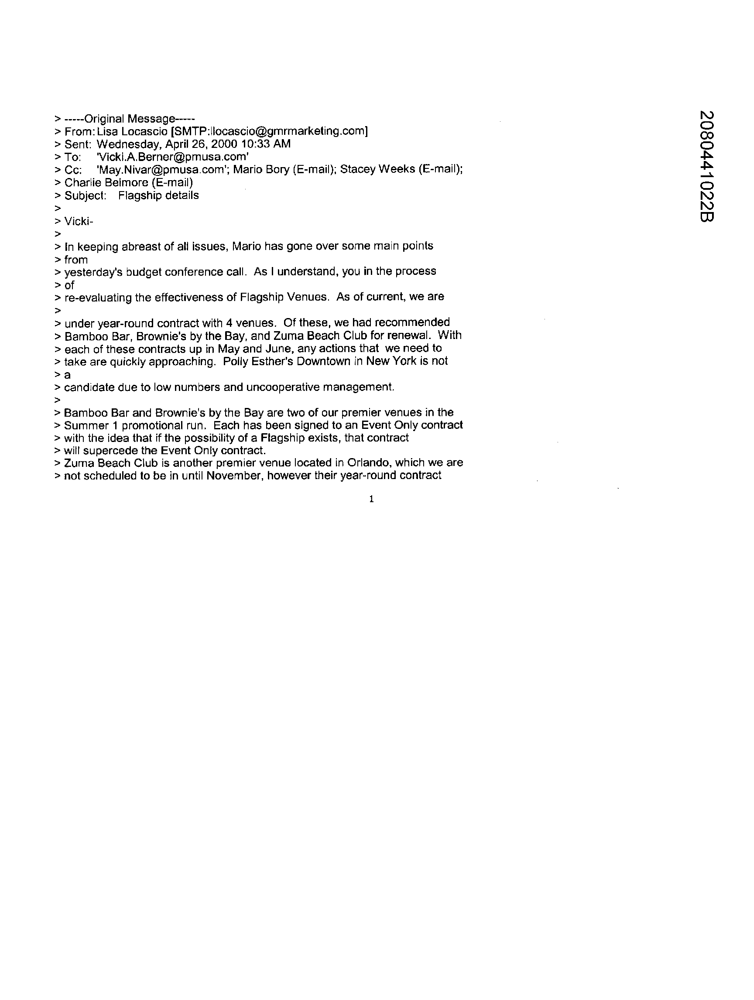 > -----Original Message-----
> From: Lisa Locascio [SMTP:llocascio@gmrmarketing.com]
> Sent: Wednesday, April 26, 2000 10:33 AM
> To: 'Vicki.A.Berner@pmusa.com'
> Cc: 'May.Nivar@pmusa.com'; Mario Bory (E-mail); Stacey Weeks (E-mail);
> Charlie Belmore (E-mail)
> Subject: Flagship details
>
> Vicki-
>
> In keeping abreast of all issues, Mario has gone over some main points
> from
> yesterday's budget conference call. As I understand, you in the process
> of
> re-evaluating the effectiveness of Flagship Venues. As of current, we are
>
> under year-round contract with 4 venues. Of these, we had recommended
> Bamboo Bar, Brownie's by the Bay, and Zuma Beach Club for renewal. With
> each of these contracts up in May and June, any actions that we need to
> take are quickly approaching. Polly Esther's Downtown in New York is not
> a
> candidate due to low numbers and uncooperative management.
>
> Bamboo Bar and Brownie's by the Bay are two of our premier venues in the
> Summer 1 promotional run. Each has been signed to an Event Only contract
> with the idea that if the possibility of a Flagship exists, that contract
> will supercede the Event Only contract.
> Zuma Beach Club is another premier venue located in Orlando, which we are
> not scheduled to be in until November, however their year-round contract
1
2080441022B